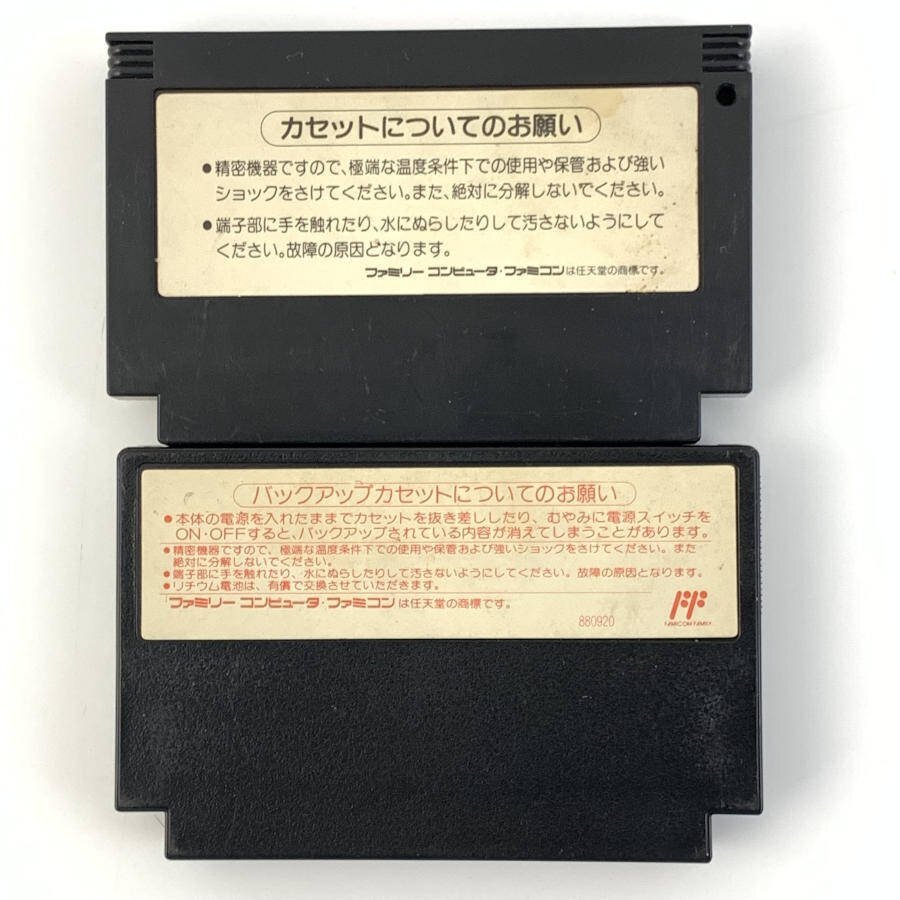 カセットについてのお願い
●精密機器ですので、極端な温度条件下での使用や保管および強い
ショックをさけてください。また、絶対に分解しないでください。
●端子部に手を触れたり、水にぬらしたりして汚さないようにして
ください。故障の原因となります。
ファミリー コンピュータ・ファミコンは任天堂の商標です。
バックアップカセットについてのお願い
●本体の電源を入れたままでカセットを抜き差ししたり、むやみに電源スイッチを
ON・OFFすると、バックアップされている内容が消えてしまうことがあります。
●精密機器ですので、極端な温度条件下での使用や保管および強いショックをさけてください。また
絶対に分解しないでください。
●端子部に手を触れたり、水にぬらしたりして汚さないようにしてください。故障の原因となります。
●リチウム電池は、有償で交換させていただきます。
ファミリー コンピュータ・ファミコンは任天堂の商標です。
880920
FAMICOM FAMILY